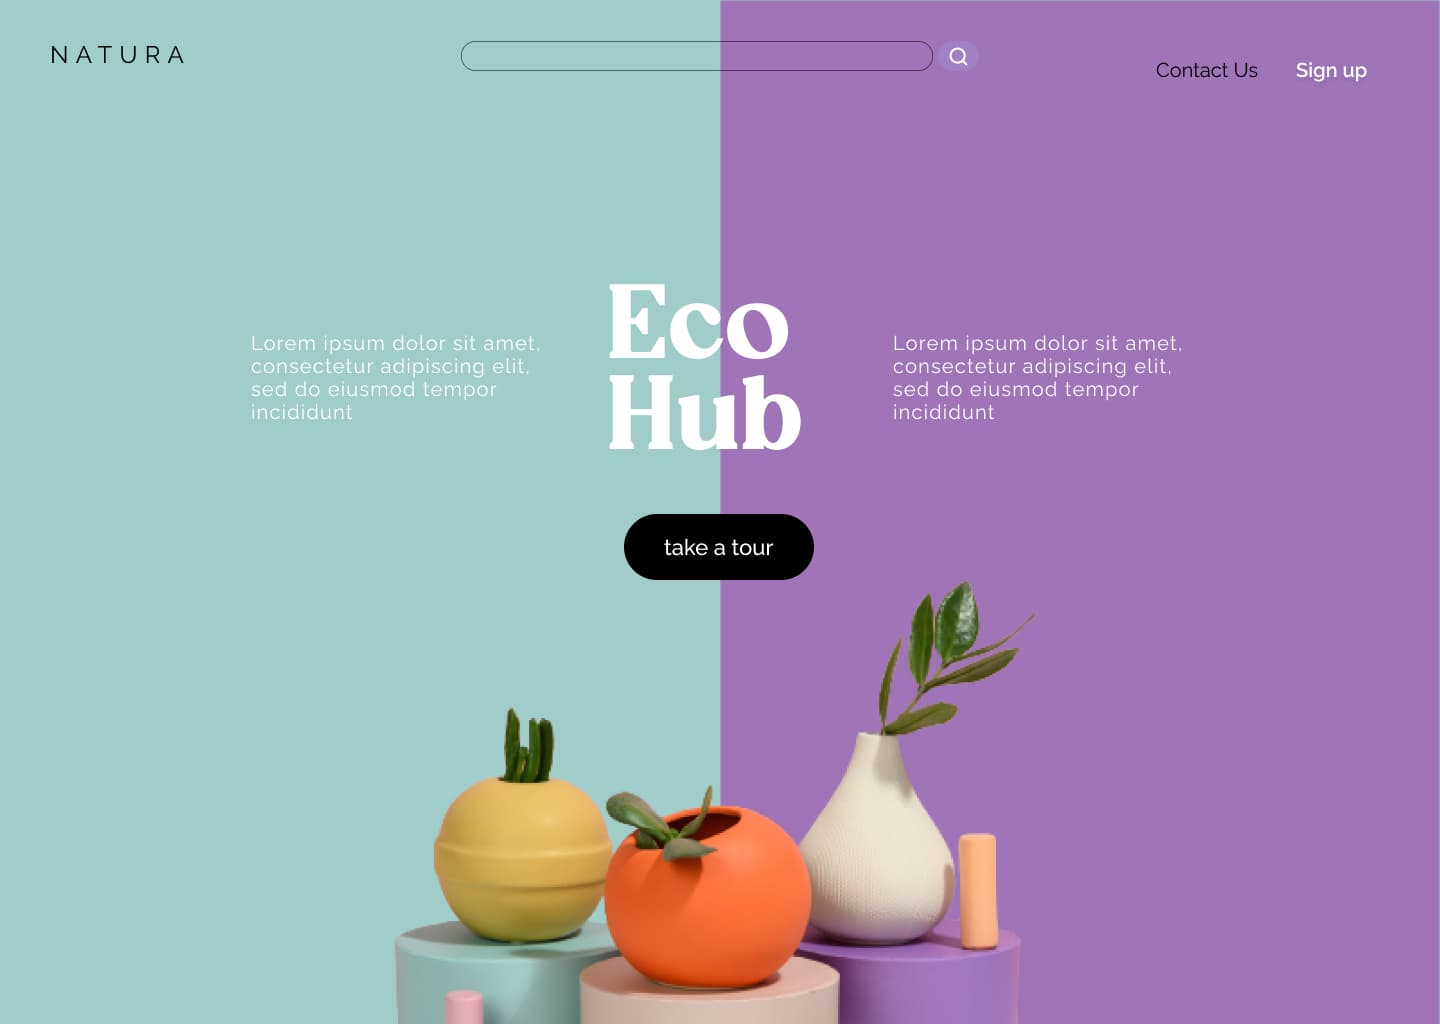 NATURA
Contact Us
Sign up
Eco
Hub
Lorem ipsum dolor sit amet,
consectetur adipiscing elit,
sed do eiusmod tempor
incididunt
Lorem ipsum dolor sit amet,
consectetur adipiscing elit,
sed do eiusmod tempor
incididunt
take a tour